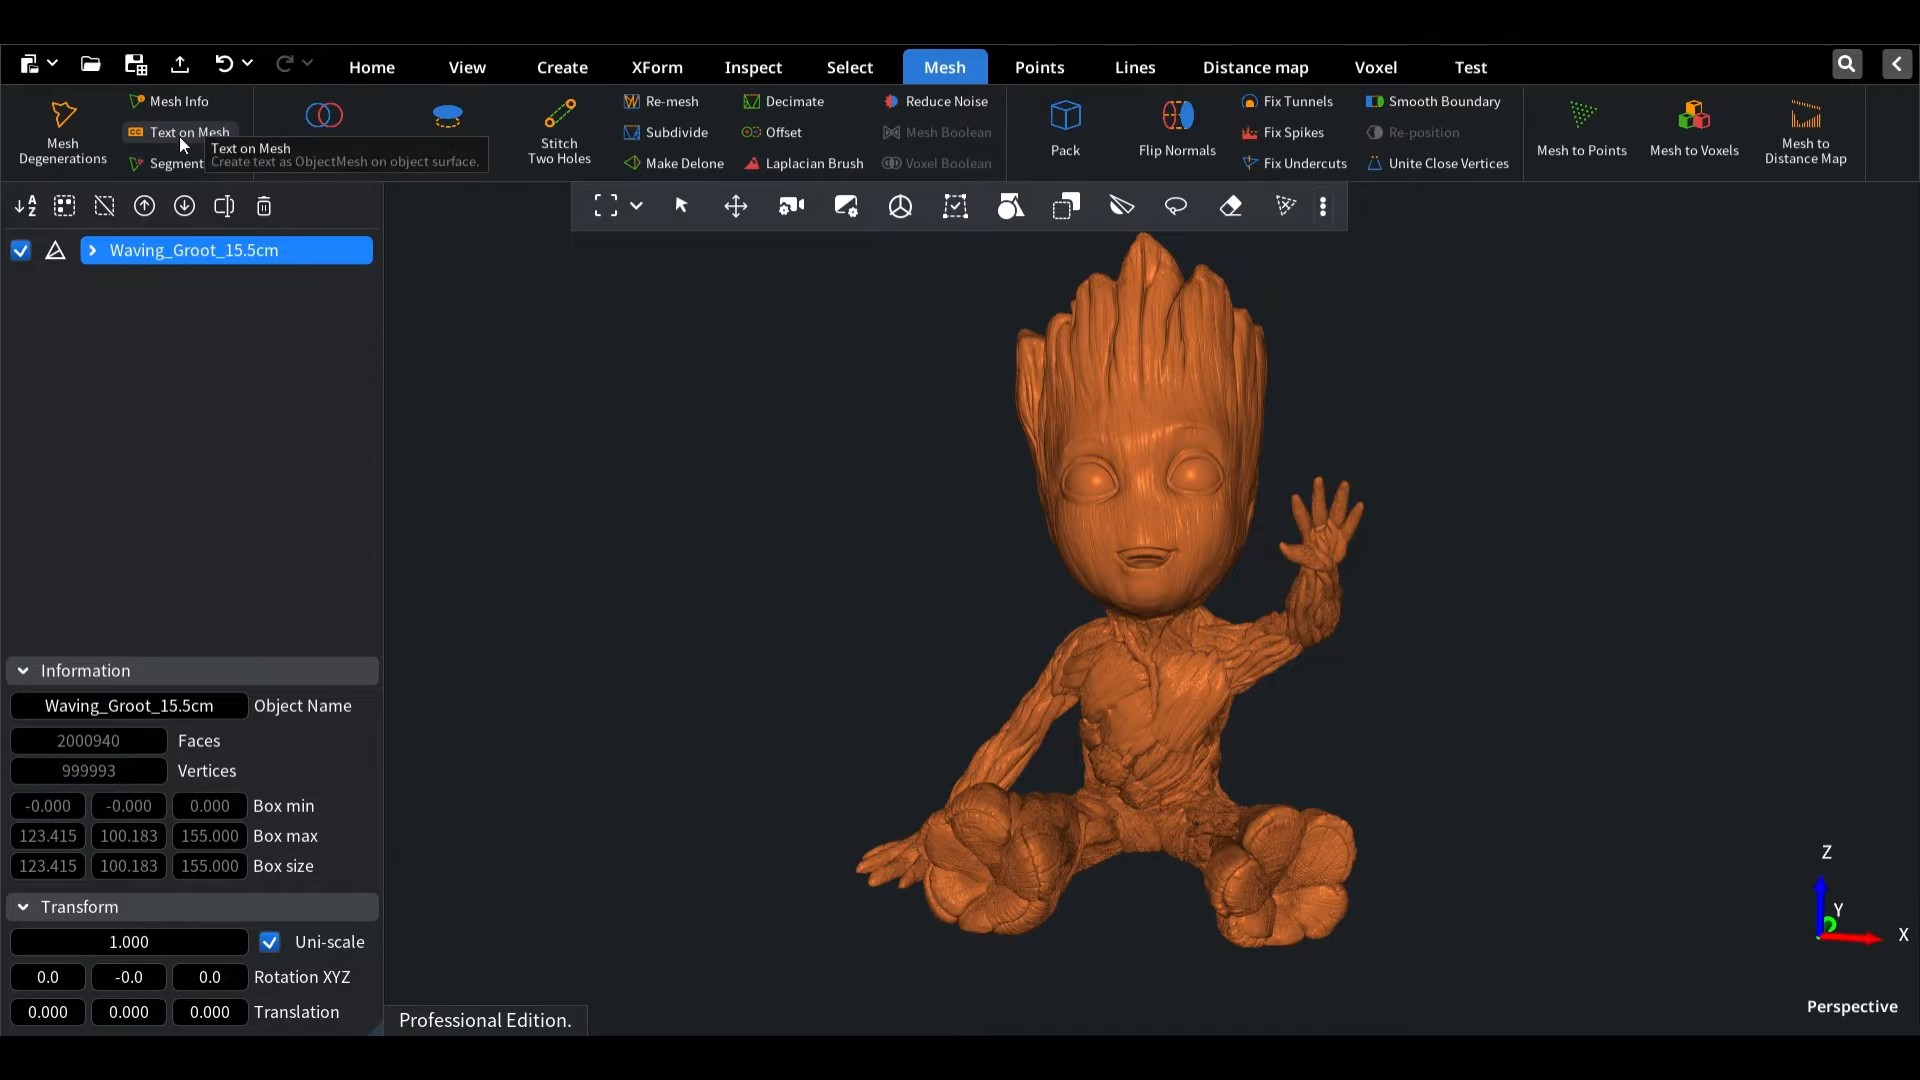 Home View Create XForm Inspect Select Mesh Points Lines Distance map Voxel Test
Mesh Degenerations
Mesh Info
Text on Mesh
Segment
Text on Mesh
Create text as ObjectMesh on object surface.
Stitch
Two Holes
Re-mesh
Subdivide
Make Delone
Decimate
Offset
Laplacian Brush
Reduce Noise
Mesh Boolean
Voxel Boolean
Pack
Flip Normals
Fix Tunnels
Fix Spikes
Fix Undercuts
Smooth Boundary
Re-position
Unite Close Vertices
Mesh to Points
Mesh to Voxels
Mesh to
Distance Map
Waving_Groot_15.5cm
Information
Waving_Groot_15.5cm Object Name
2000940 Faces
999993 Vertices
-0.000 -0.000 0.000 Box min
123.415 100.183 155.000 Box max
123.415 100.183 155.000 Box size
Transform
1.000 Uni-scale
0.0 -0.0 0.0 Rotation XYZ
0.000 0.000 0.000 Translation
Professional Edition.
Z
Y
X
Perspective